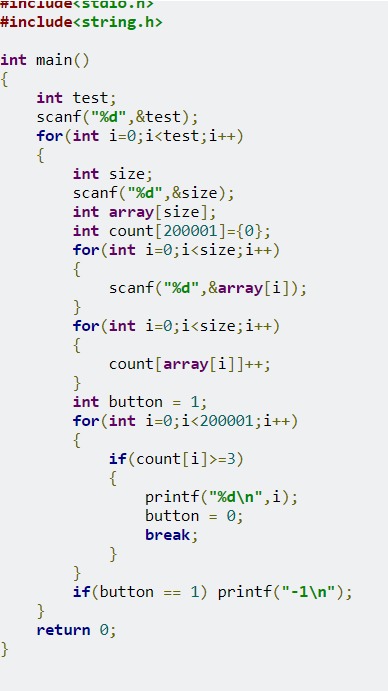 #include<stdio.h>
#include<string.h>
int main()
{
    int test;
    scanf("%d",&test);
    for(int i=0;i<test;i++)
    {
        int size;
        scanf("%d",&size);
        int array[size];
        int count[200001]={0};
        for(int i=0;i<size;i++)
        {
            scanf("%d",&array[i]);
        }
        for(int i=0;i<size;i++)
        {
            count[array[i]]++;
        }
        int button = 1;
        for(int i=0;i<200001;i++)
        {
            if(count[i]>=3)
            {
                printf("%d\n",i);
                button = 0;
                break;
            }
        }
        if(button == 1) printf("-1\n");
    }
    return 0;
}